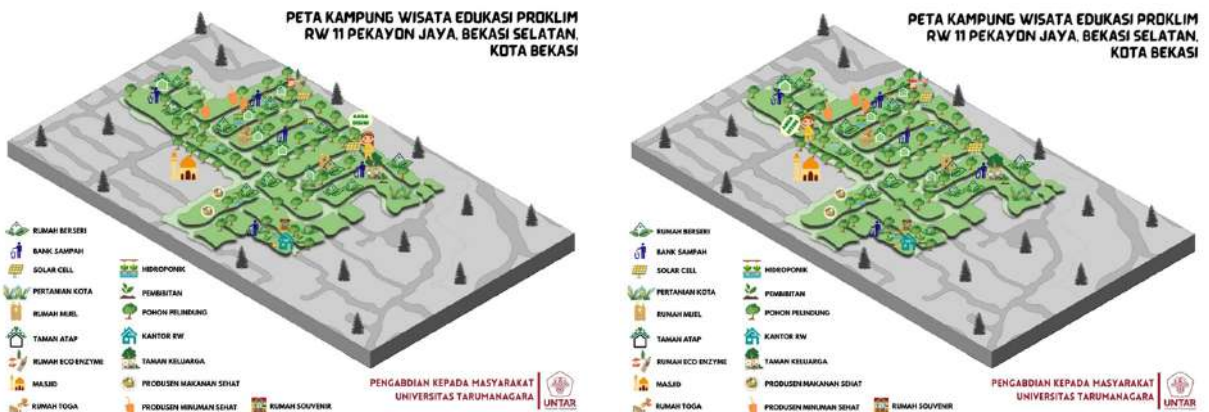 PETA KAMPUNG WISATA EDUKASI PROKLIM
RW 11 PEKAYON JAYA, BEKASI SELATAN,
KOTA BEKASI
RUMAH BERSERI
BANK SAMPAH
SOLAR CELL
PERTANIAN KOTA
RUMAH MUEL
TAMAN ATAP
RUMAH ECO ENZYME
MASJID
RUMAH TOGA
HIDROPONIK
PEMBIBITAN
POHON PELINDUNG
KANTOR RW
TAMAN KELUARGA
PRODUSEN MAKANAN SEHAT
PRODUSEN MINUMAN SEHAT
RUMAH SOUVENIR
PENGABDIAN KEPADA MASYARAKAT
UNIVERSITAS TARUMANAGARA
UNTAR
PETA KAMPUNG WISATA EDUKASI PROKLIM
RW 11 PEKAYON JAYA, BEKASI SELATAN,
KOTA BEKASI
RUMAH BERSERI
BANK SAMPAH
SOLAR CELL
PERTANIAN KOTA
RUMAH MUEL
TAMAN ATAP
RUMAH ECO ENZYME
MASJID
RUMAH TOGA
HIDROPONIK
PEMBIBITAN
POHON PELINDUNG
KANTOR RW
TAMAN KELUARGA
PRODUSEN MAKANAN SEHAT
PRODUSEN MINUMAN SEHAT
RUMAH SOUVENIR
PENGABDIAN KEPADA MASYARAKAT
UNIVERSITAS TARUMANAGARA
UNTAR